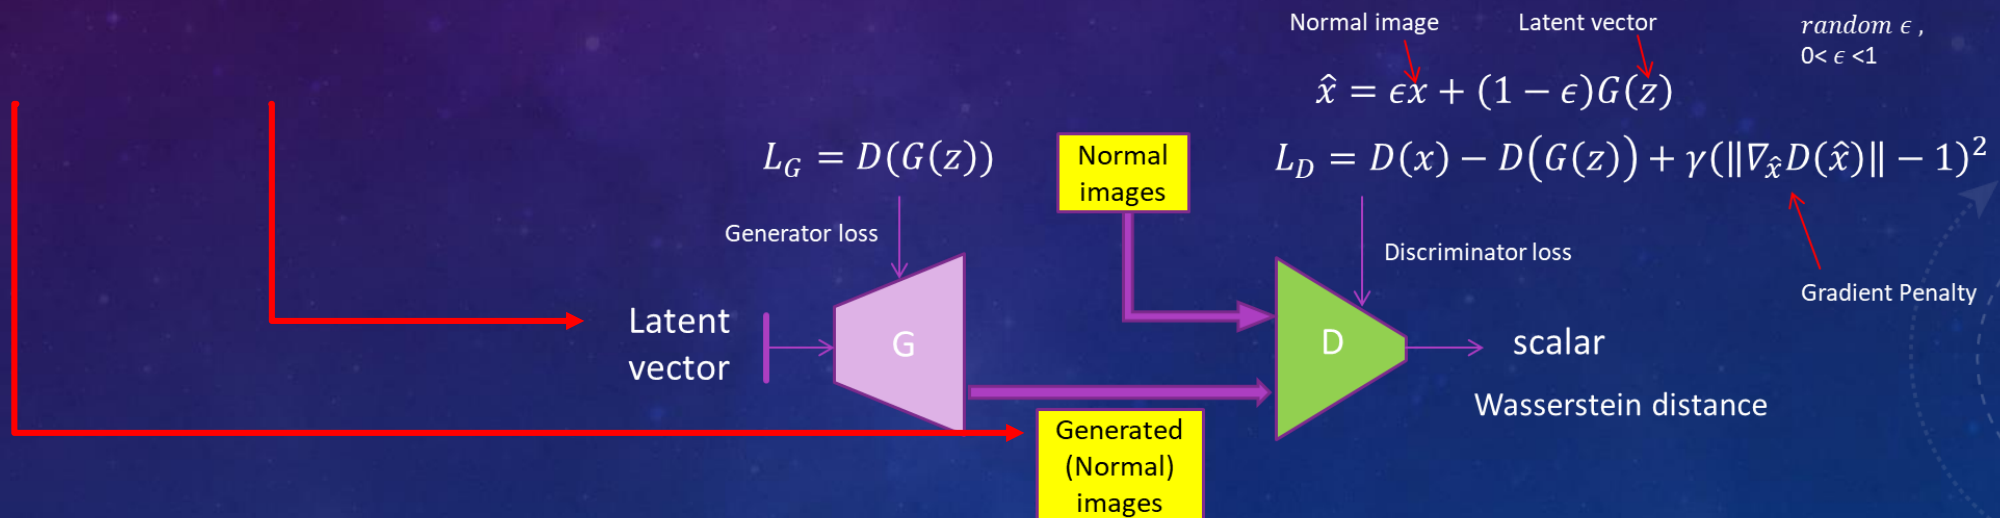 Normal image
Latent vector
random ϵ ,
0< ϵ <1
x̂ = ϵx + (1 − ϵ)G(z)
L_G = D(G(z))
Normal
images
L_D = D(x) − D(G(z)) + γ(‖∇_x̂ D(x̂)‖ − 1)²
Generator loss
Discriminator loss
Gradient Penalty
Latent
vector
G
D
scalar
Wasserstein distance
Generated
(Normal)
images